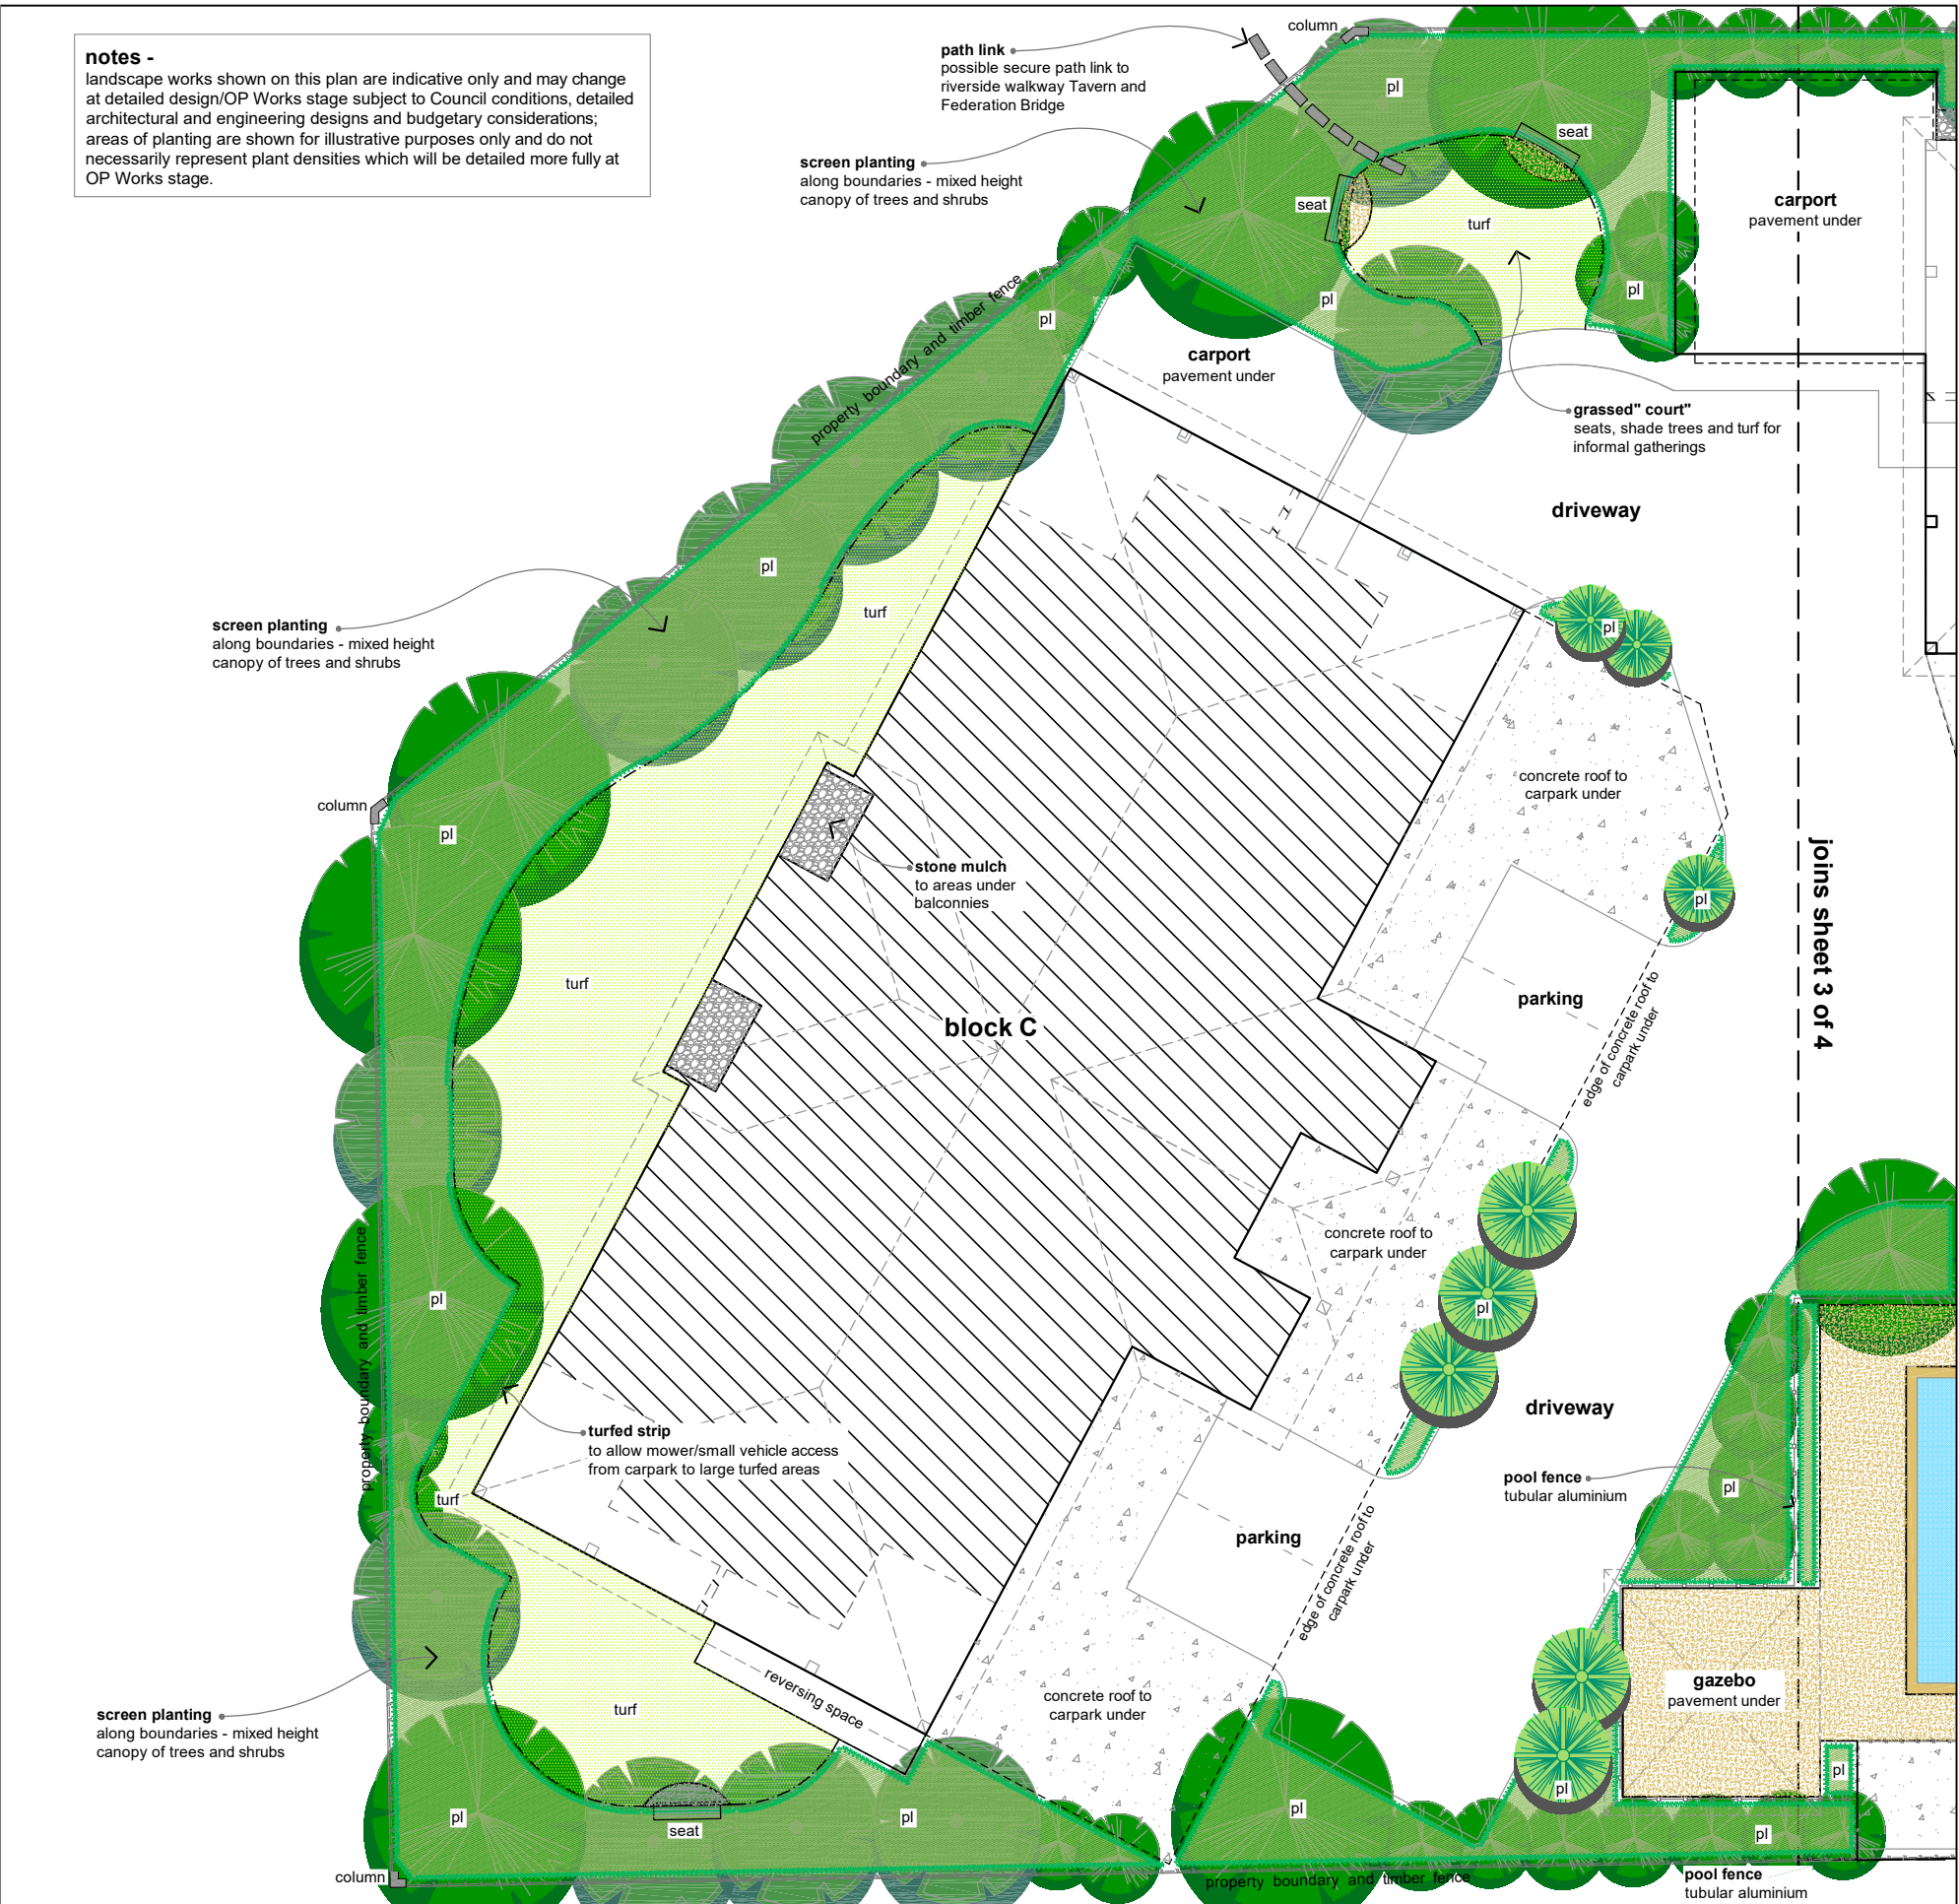 notes -
landscape works shown on this plan are indicative only and may change
at detailed design/OP Works stage subject to Council conditions, detailed
architectural and engineering designs and budgetary considerations;
areas of planting are shown for illustrative purposes only and do not
necessarily represent plant densities which will be detailed more fully at
OP Works stage.
column
path link
possible secure path link to
riverside walkway Tavern and
Federation Bridge
pl
seat
screen planting
along boundaries - mixed height
canopy of trees and shrubs
seat
turf
carport
pavement under
pl
pl
pl
property boundary and timber fence
carport
pavement under
grassed" court"
seats, shade trees and turf for
informal gatherings
driveway
pl
turf
screen planting
along boundaries - mixed height
canopy of trees and shrubs
pl
concrete roof to
carpark under
column
pl
stone mulch
to areas under
balconnies
pl
joins sheet 3 of 4
turf
parking
block C
edge of concrete roof to
carpark under
concrete roof to
carpark under
property boundary and timber fence
pl
pl
driveway
turfed strip
to allow mower/small vehicle access
from carpark to large turfed areas
pool fence
tubular aluminium
pl
turf
parking
edge of concrete roof to
carpark under
screen planting
along boundaries - mixed height
canopy of trees and shrubs
turf
reversing space
concrete roof to
carpark under
gazebo
pavement under
pl
pl
pl
seat
pl
pl
pl
column
property boundary and timber fence
pool fence
tubular aluminium